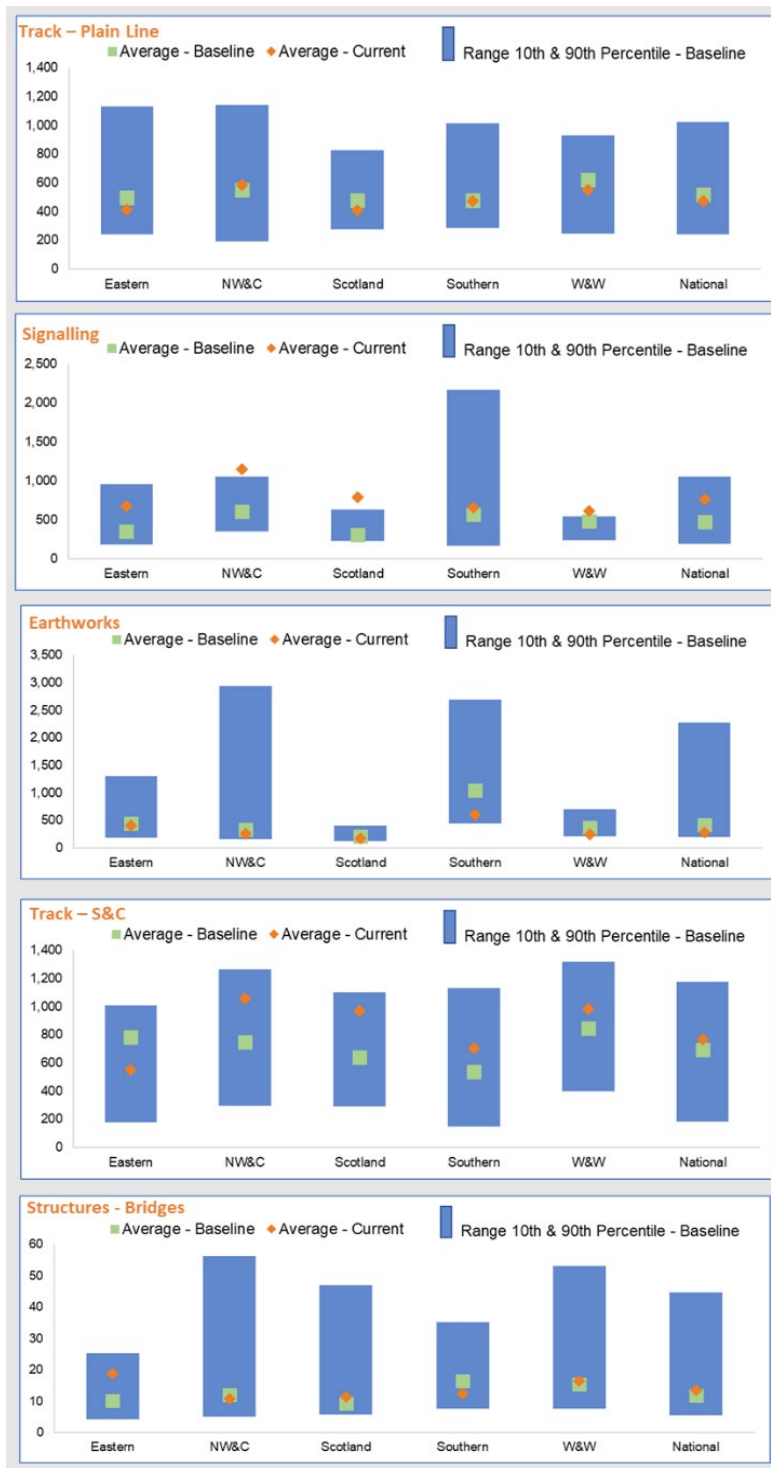 Track – Plain Line
Average - Baseline Average - Current Range 10th & 90th Percentile - Baseline
1,400
1,200
1,000
800
600
400
200
0
Eastern NW&C Scotland Southern W&W National
Signalling
Average - Baseline Average - Current Range 10th & 90th Percentile - Baseline
2,500
2,000
1,500
1,000
500
0
Eastern NW&C Scotland Southern W&W National
Earthworks
Average - Baseline Average - Current Range 10th & 90th Percentile - Baseline
3,500
3,000
2,500
2,000
1,500
1,000
500
0
Eastern NW&C Scotland Southern W&W National
Track – S&C
Average - Baseline Average - Current Range 10th & 90th Percentile - Baseline
1,400
1,200
1,000
800
600
400
200
0
Eastern NW&C Scotland Southern W&W National
Structures - Bridges
Average - Baseline Average - Current Range 10th & 90th Percentile - Baseline
60
50
40
30
20
10
0
Eastern NW&C Scotland Southern W&W National